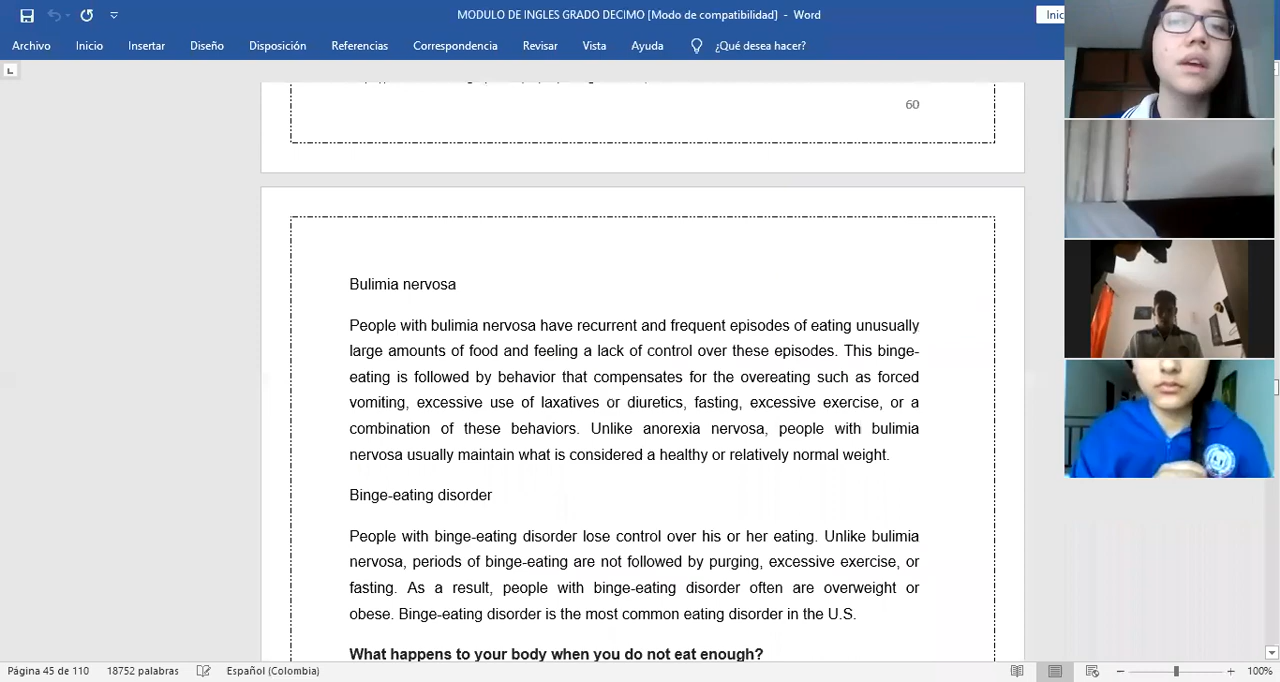 MODULO DE INGLES GRADO DECIMO [Modo de compatibilidad] - Word
Inic
Archivo Inicio Insertar Diseño Disposición Referencias Correspondencia Revisar Vista Ayuda ¿Qué desea hacer?
60
Bulimia nervosa
People with bulimia nervosa have recurrent and frequent episodes of eating unusually
large amounts of food and feeling a lack of control over these episodes. This binge-
eating is followed by behavior that compensates for the overeating such as forced
vomiting, excessive use of laxatives or diuretics, fasting, excessive exercise, or a
combination of these behaviors. Unlike anorexia nervosa, people with bulimia
nervosa usually maintain what is considered a healthy or relatively normal weight.
Binge-eating disorder
People with binge-eating disorder lose control over his or her eating. Unlike bulimia
nervosa, periods of binge-eating are not followed by purging, excessive exercise, or
fasting. As a result, people with binge-eating disorder often are overweight or
obese. Binge-eating disorder is the most common eating disorder in the U.S.
What happens to your body when you do not eat enough?
Página 45 de 110 18752 palabras Español (Colombia) 100%